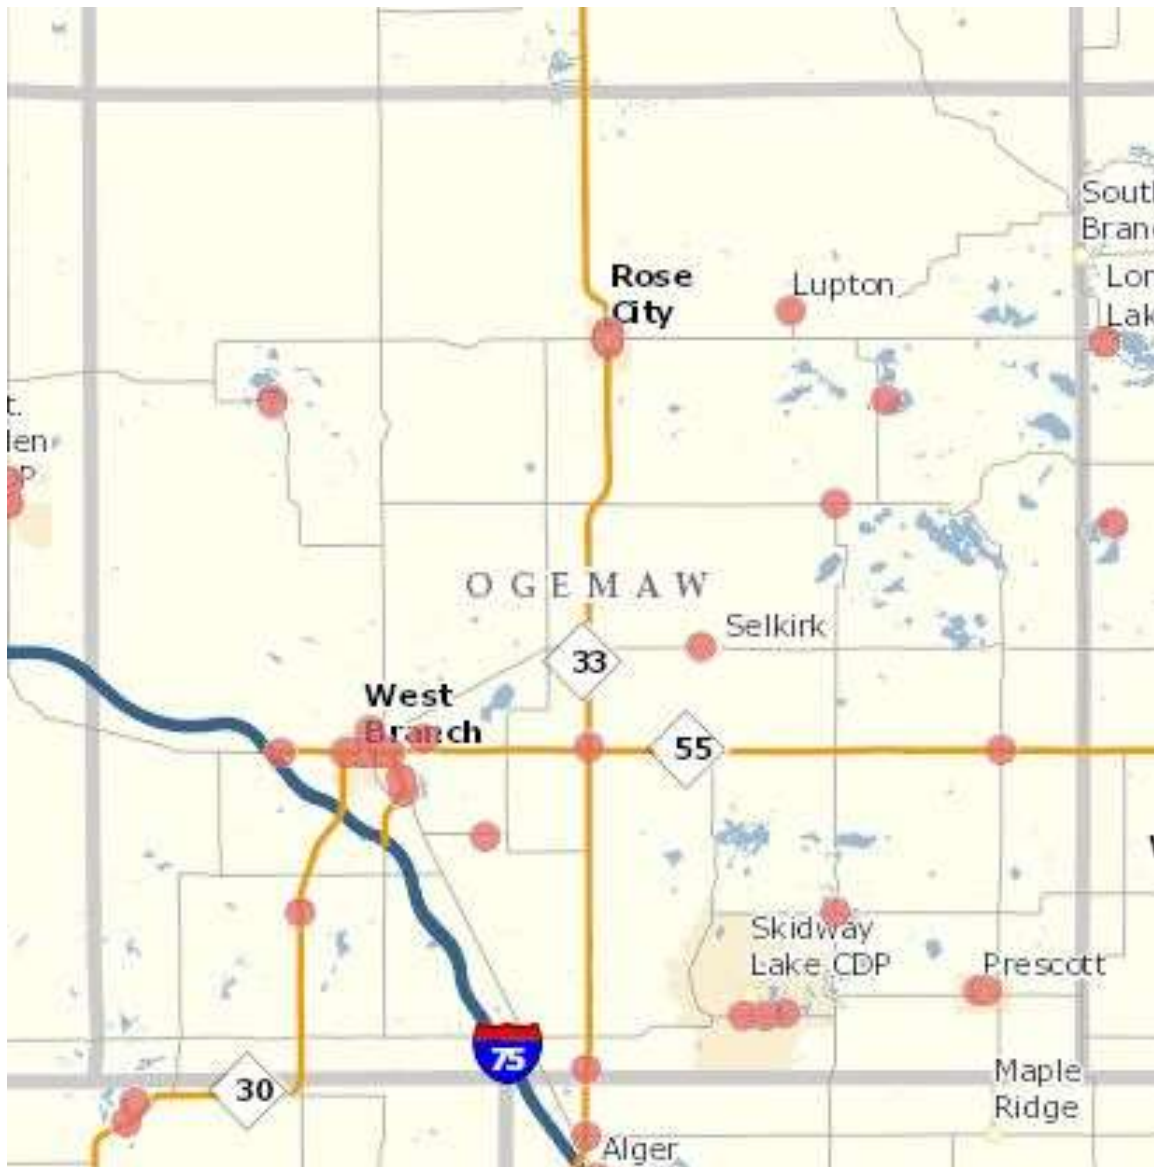 South
Branc
Rose
City
Lupton
Lon
Lak
t.
len
P
OGEMAW
Selkirk
33
West
Branch
55
Skidway
Lake CDP
Prescott
75
Maple
Ridge
30
Alger